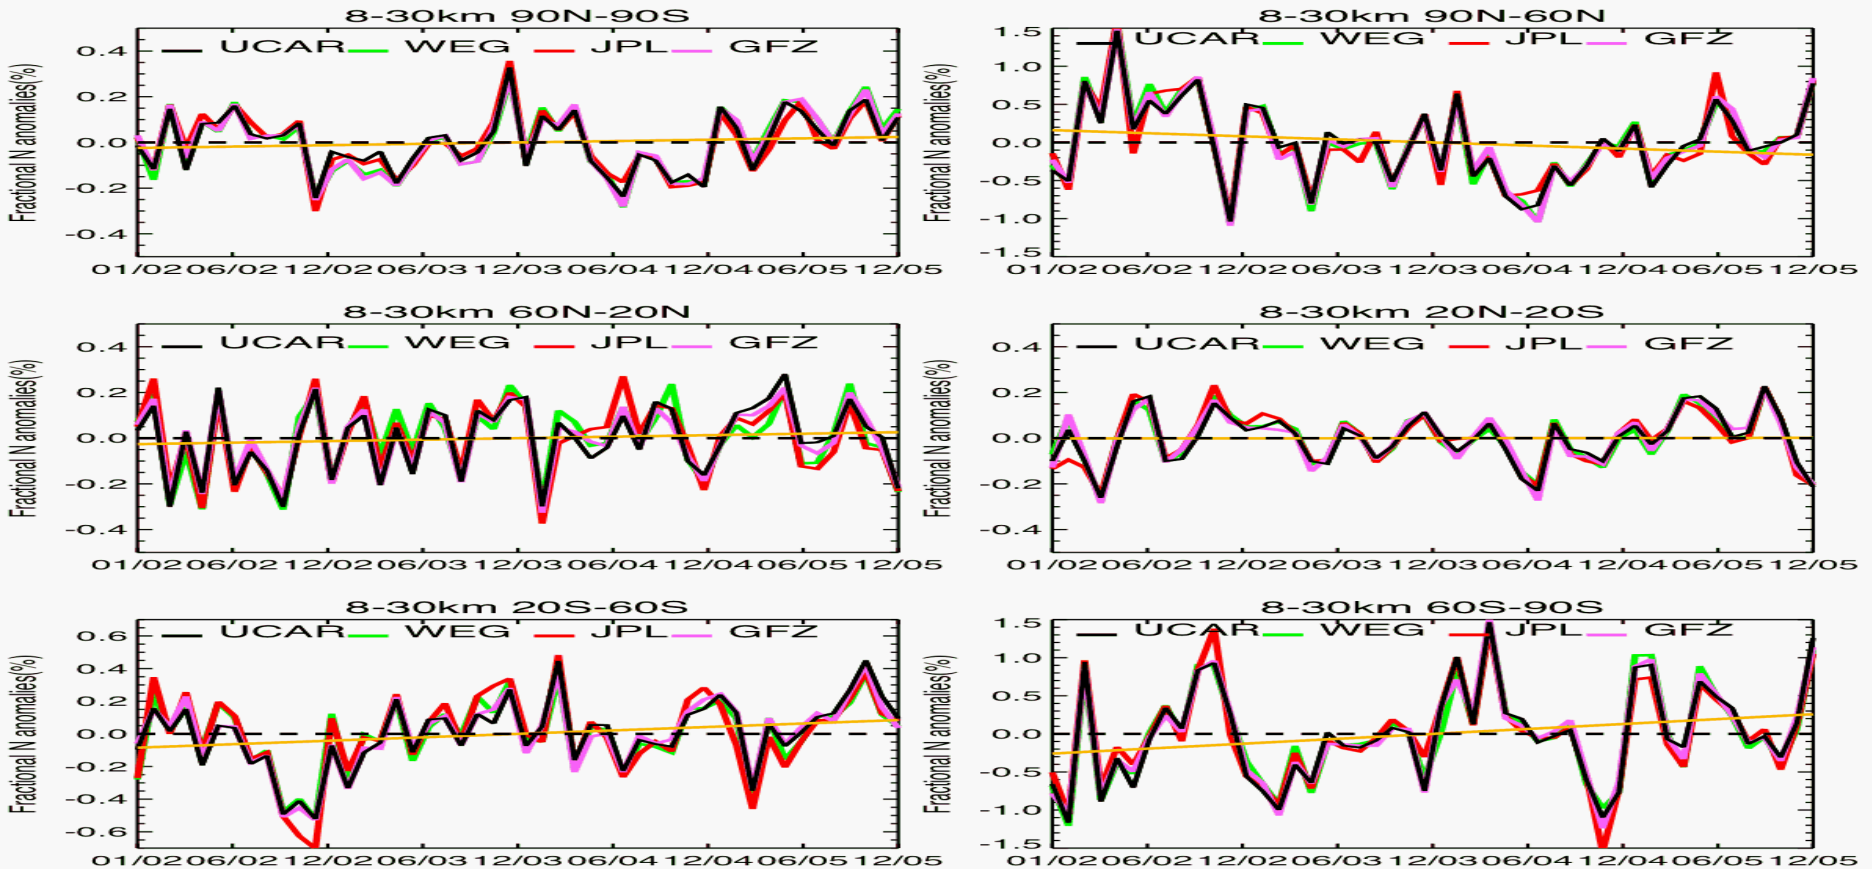 8-30km 90N-90S
Fractional N anomalies(%)
0.4
0.2
0.0
-0.2
-0.4
UCAR WEG JPL GFZ
01/02 06/02 12/02 06/03 12/03 06/04 12/04 06/05 12/05
8-30km 90N-60N
Fractional N anomalies(%)
1.5
1.0
0.5
0.0
-0.5
-1.0
-1.5
UCAR WEG JPL GFZ
01/02 06/02 12/02 06/03 12/03 06/04 12/04 06/05 12/05
8-30km 60N-20N
Fractional N anomalies(%)
0.4
0.2
0.0
-0.2
-0.4
UCAR WEG JPL GFZ
01/02 06/02 12/02 06/03 12/03 06/04 12/04 06/05 12/05
8-30km 20N-20S
Fractional N anomalies(%)
0.4
0.2
0.0
-0.2
-0.4
UCAR WEG JPL GFZ
01/02 06/02 12/02 06/03 12/03 06/04 12/04 06/05 12/05
8-30km 20S-60S
Fractional N anomalies(%)
0.6
0.4
0.2
0.0
-0.2
-0.4
-0.6
UCAR WEG JPL GFZ
01/02 06/02 12/02 06/03 12/03 06/04 12/04 06/05 12/05
8-30km 60S-90S
Fractional N anomalies(%)
1.5
1.0
0.5
0.0
-0.5
-1.0
-1.5
UCAR WEG JPL GFZ
01/02 06/02 12/02 06/03 12/03 06/04 12/04 06/05 12/05